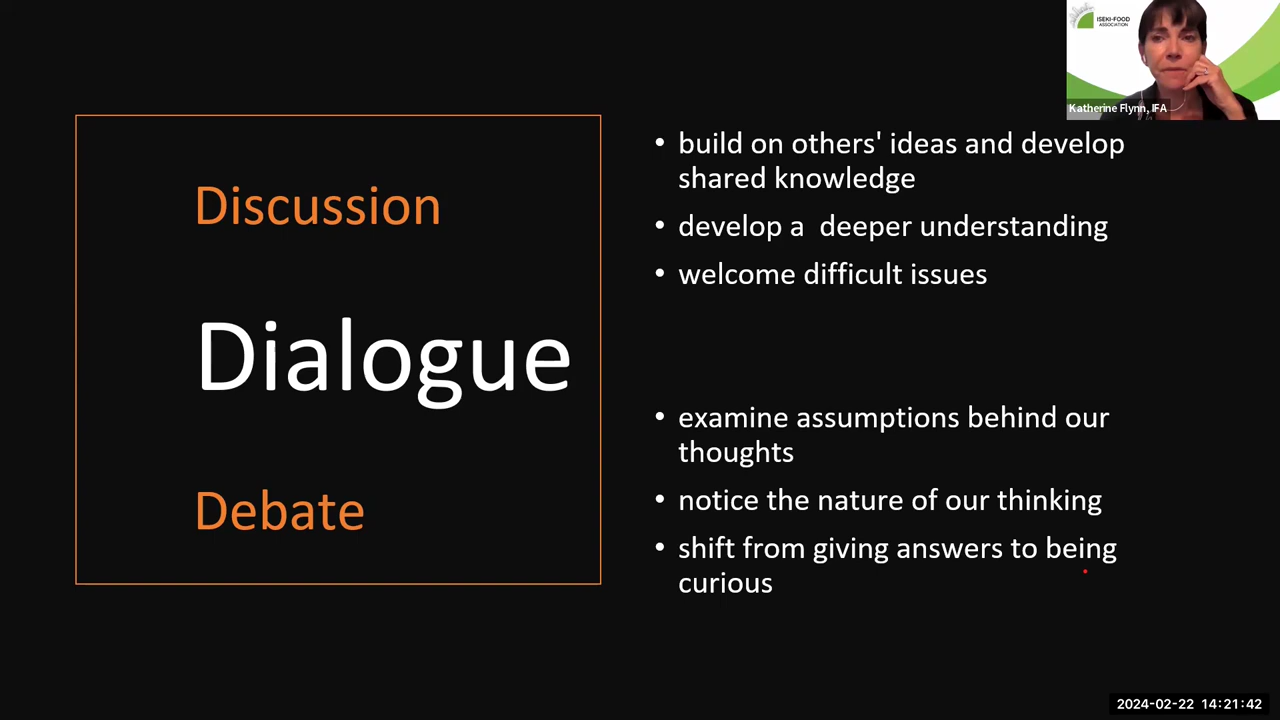 ISEKI-FOOD
ASSOCIATION
Katherine Flynn, IFA
Discussion
Dialogue
Debate
• build on others' ideas and develop
shared knowledge
• develop a  deeper understanding
• welcome difficult issues
• examine assumptions behind our
thoughts
• notice the nature of our thinking
• shift from giving answers to being
curious
2024-02-22 14:21:42